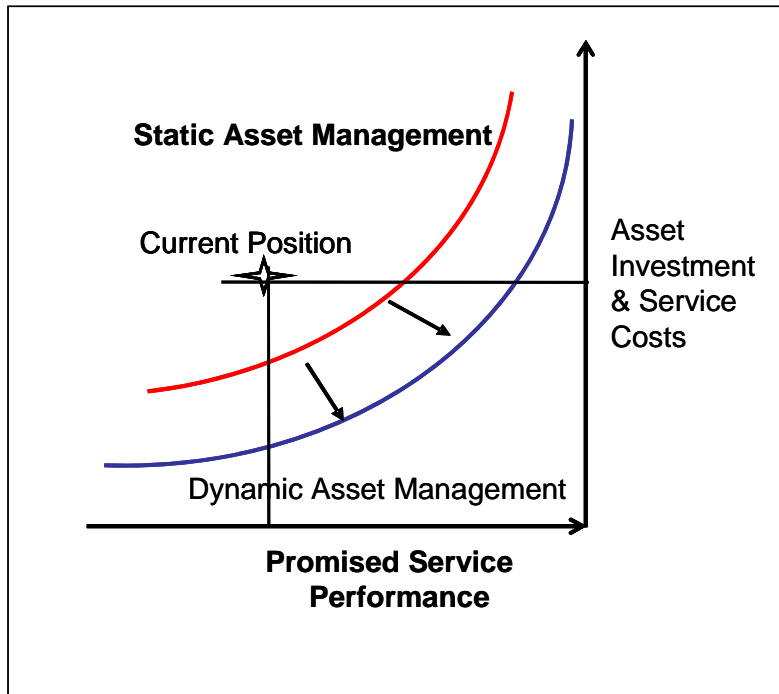 Static Asset Management
Current Position
Asset
Investment
& Service
Costs
Dynamic Asset Management
Promised Service
Performance